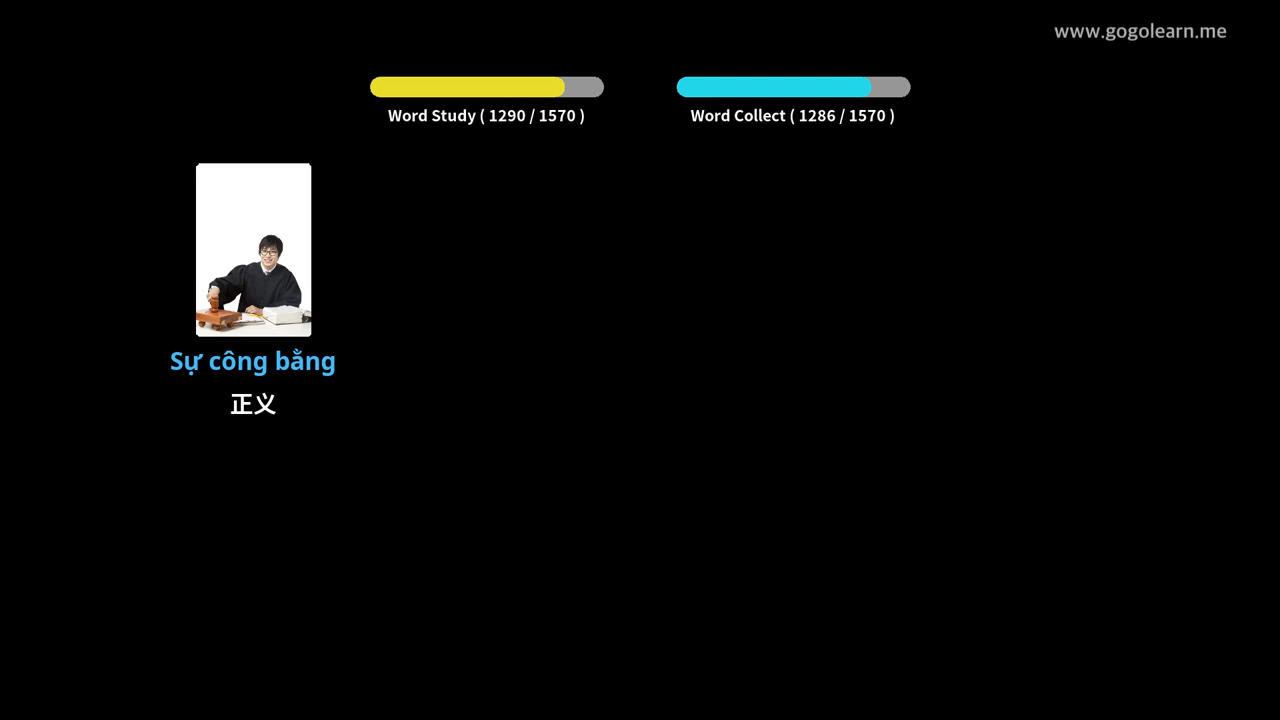 www.gogolearn.me
Word Study ( 1290 / 1570 )
Word Collect ( 1286 / 1570 )
Sự công bằng
正义